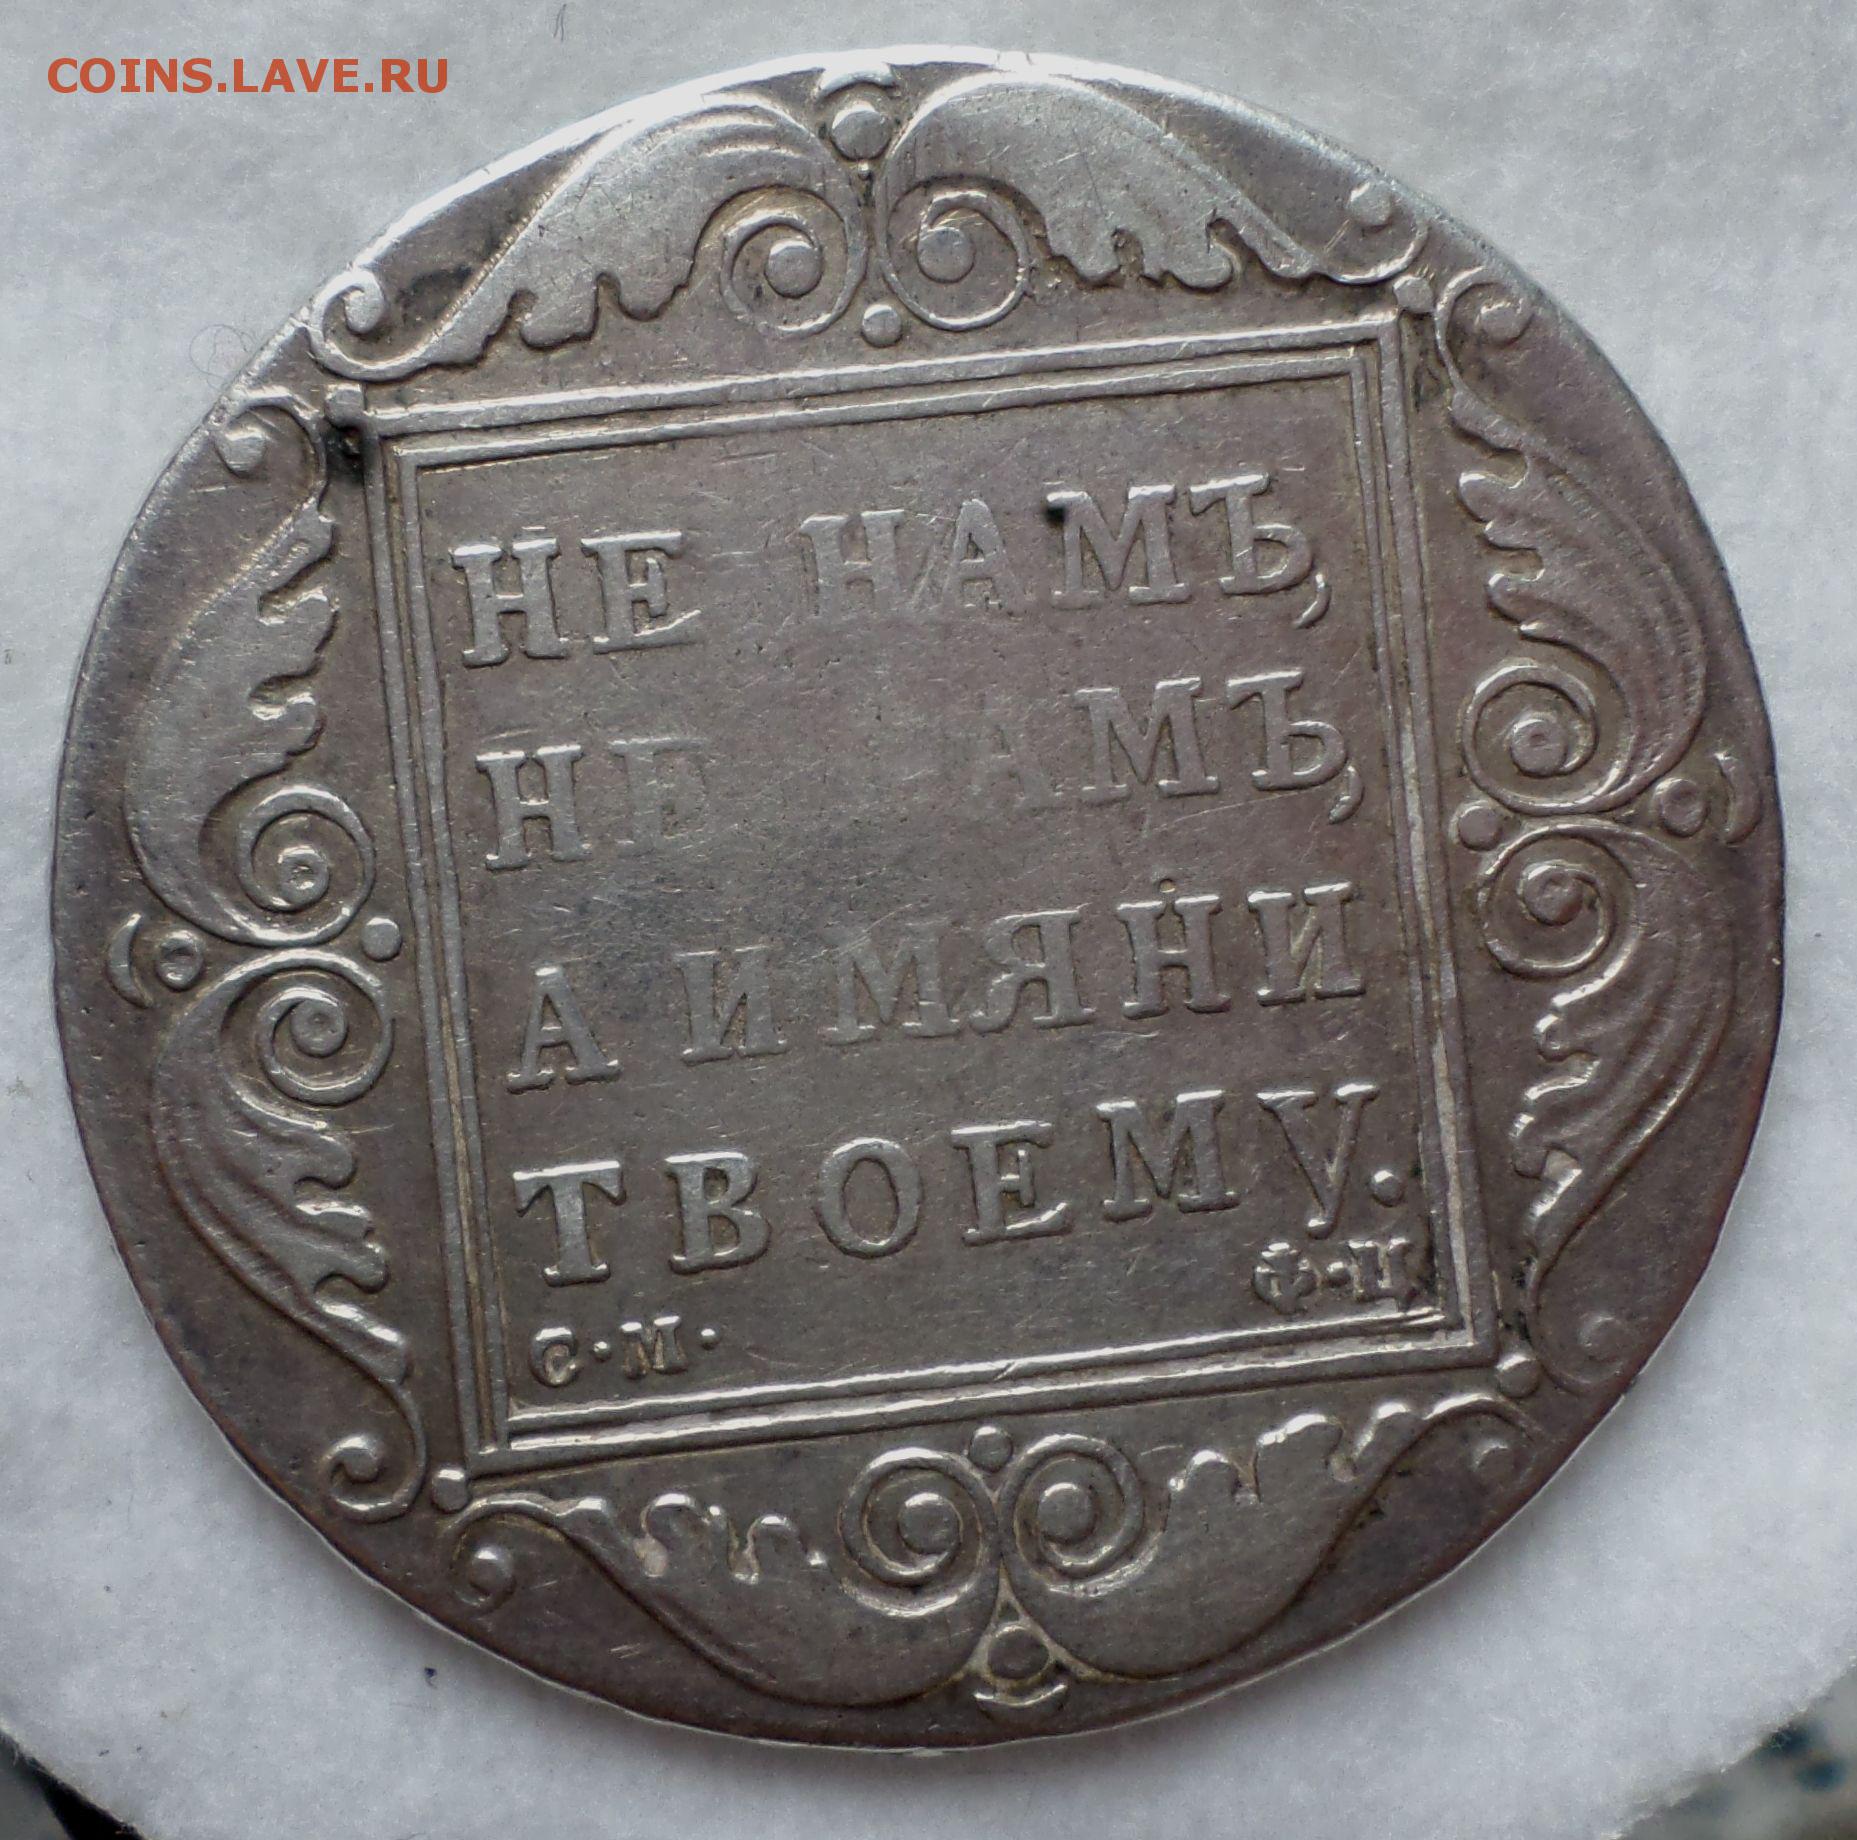 COINS.LAVE.RU
НЕ НАМЪ,
НЕ НАМЪ,
А ИМЯНИ
ТВОЕМУ.
С·М· Ф·Ц